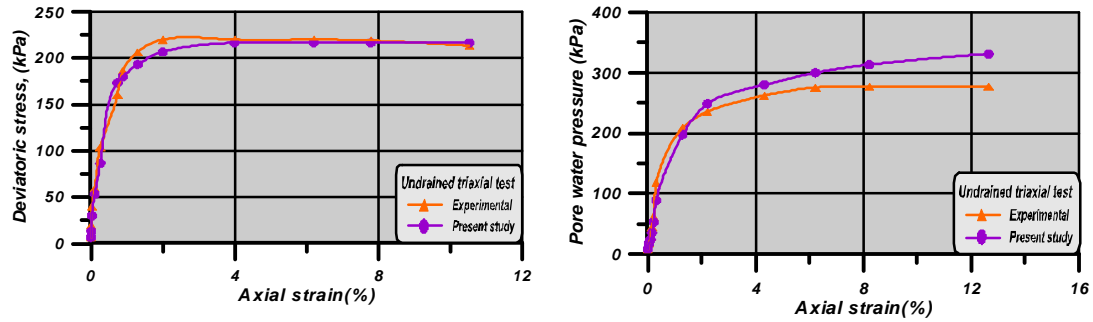 250
200
150
100
50
0
Deviatoric stress, (kPa)
Undrained triaxial test
Experimental
Present study
0 4 8 12
Axial strain(%)
400
300
200
100
0
Pore water pressure (kPa)
Undrained triaxial test
Experimental
Present study
0 4 8 12 16
Axial strain(%)